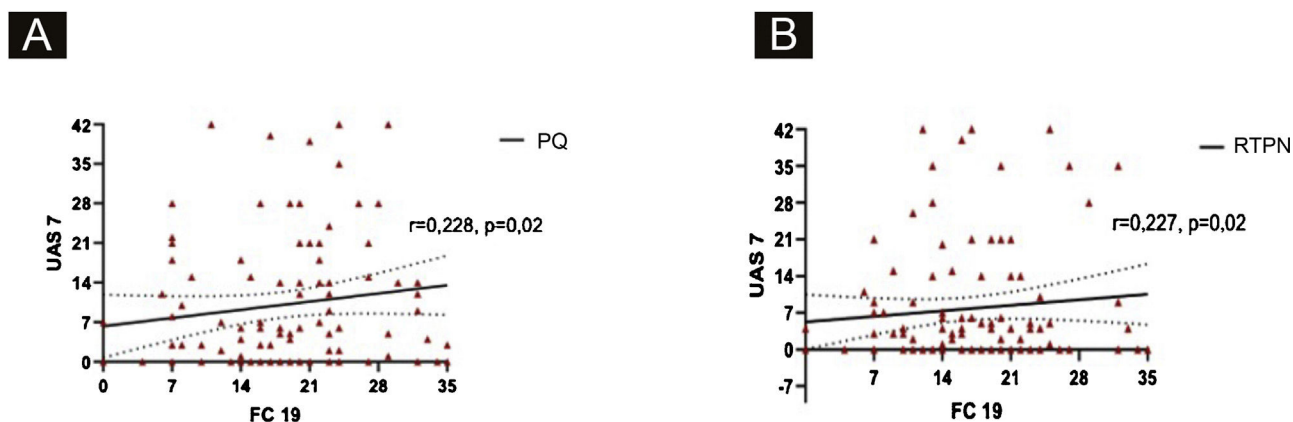 A
42
35
28
21
14
7
0
UAS 7
0 7 14 21 28 35
FC 19
PQ
r=0,228, p=0,02
B
42
35
28
21
14
7
0
-7
UAS 7
7 14 21 28 35
FC 19
RTPN
r=0,227, p=0,02